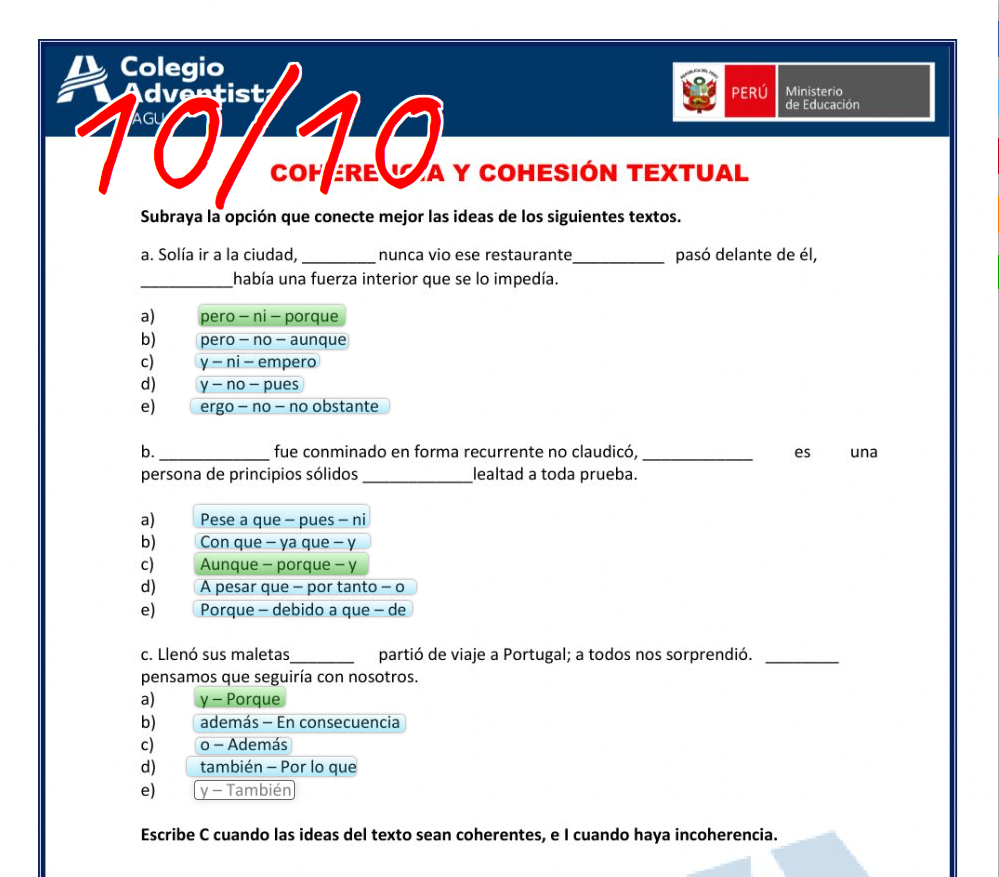 Colegio
Adventista
AGU
10/10
PERÚ
Ministerio
de Educación
COHERENCIA Y COHESIÓN TEXTUAL
Subraya la opción que conecte mejor las ideas de los siguientes textos.
a. Solía ir a la ciudad, ________ nunca vio ese restaurante__________ pasó delante de él,
__________había una fuerza interior que se lo impedía.
a) pero – ni – porque
b) pero – no – aunque
c) y – ni – empero
d) y – no – pues
e) ergo – no – no obstante
b. ____________ fue conminado en forma recurrente no claudicó, ____________ es una
persona de principios sólidos ____________lealtad a toda prueba.
a) Pese a que – pues – ni
b) Con que – ya que – y
c) Aunque – porque – y
d) A pesar que – por tanto – o
e) Porque – debido a que – de
c. Llenó sus maletas_______ partió de viaje a Portugal; a todos nos sorprendió. ________
pensamos que seguiría con nosotros.
a) y – Porque
b) además – En consecuencia
c) o – Además
d) también – Por lo que
e) y – También
Escribe C cuando las ideas del texto sean coherentes, e I cuando haya incoherencia.